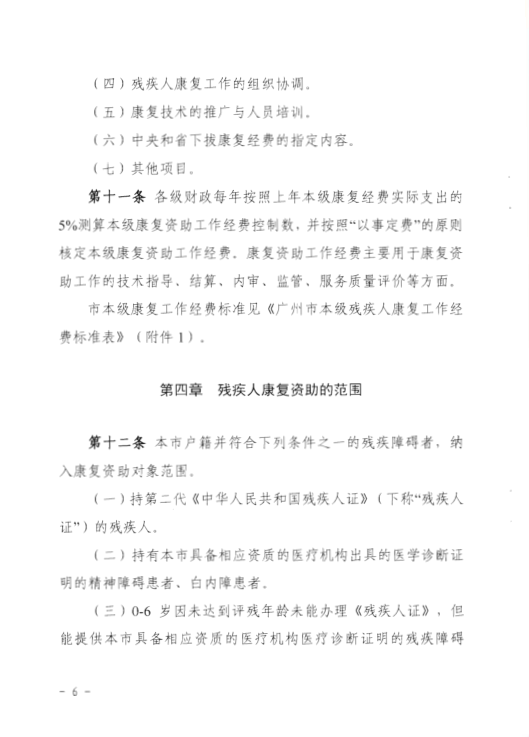 （四）残疾人康复工作的组织协调。
（五）康复技术的推广与人员培训。
（六）中央和省下拨康复经费的指定内容。
（七）其他项目。
第十一条 各级财政每年按照上年本级康复经费实际支出的
5%测算本级康复资助工作经费控制数，并按照“以事定费”的原则
核定本级康复资助工作经费。康复资助工作经费主要用于康复资
助工作的技术指导、结算、内审、监管、服务质量评价等方面。
市本级康复工作经费标准见《广州市本级残疾人康复工作经
费标准表》（附件 1）。
第四章 残疾人康复资助的范围
第十二条 本市户籍并符合下列条件之一的残疾障碍者，纳
入康复资助对象范围。
（一）持第二代《中华人民共和国残疾人证》（下称“残疾人
证”）的残疾人。
（二）持有本市具备相应资质的医疗机构出具的医学诊断证
明的精神障碍患者、白内障患者。
（三）0-6 岁因未达到评残年龄未能办理《残疾人证》，但
能提供本市具备相应资质的医疗机构医疗诊断证明的残疾障碍
- 6 -